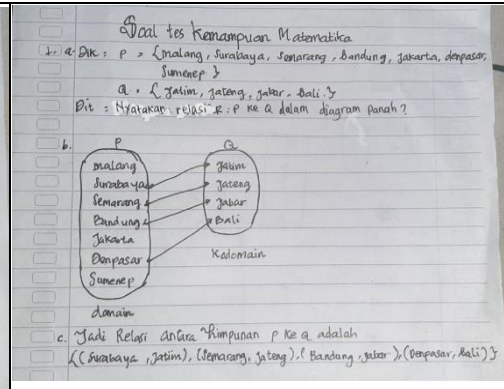 Soal tes Kemampuan Matematika
1. a. Dik : P = {malang, Surabaya, Semarang, Bandung, Jakarta, denpasar,
Sumenep }
Q = { Jatim, Jateng, Jabar, Bali }
Dit = Nyatakan relasi R : P ke Q dalam diagram panah ?
b. P Q
malang Jatim
Surabaya Jateng
Semarang Jabar
Bandung Bali
Jakarta
Denpasar Kodomain
Sumenep
domain
c. Jadi Relasi antara Himpunan P Ke Q adalah
{(Surabaya, Jatim), (Semarang, Jateng), (Bandung, Jabar), (Denpasar, Bali)}